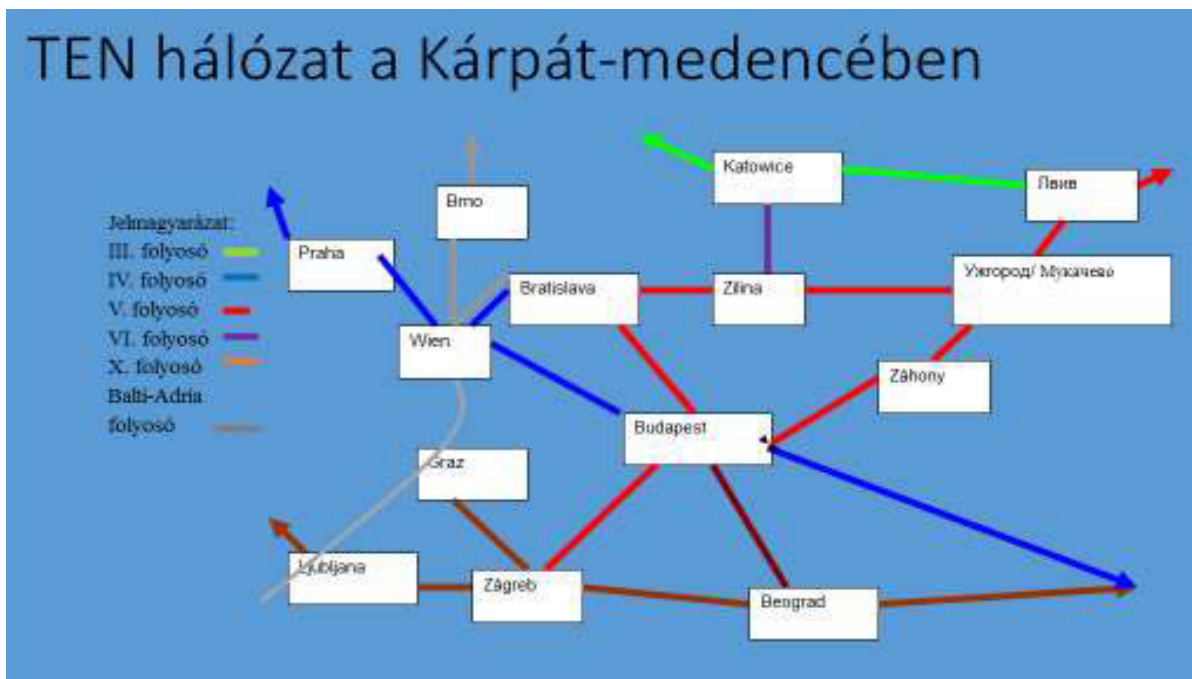 TEN hálózat a Kárpát-medencében
Katowice
Львив
Brno
Jelmagyarázat:
III. folyosó
IV. folyosó
V. folyosó
VI. folyosó
X. folyosó
Balti-Adria
folyosó
Praha
Bratislava
Zilina
Ужгород/ Мукачево
Wien
Záhony
Budapest
Graz
Ljubljana
Zágreb
Beograd